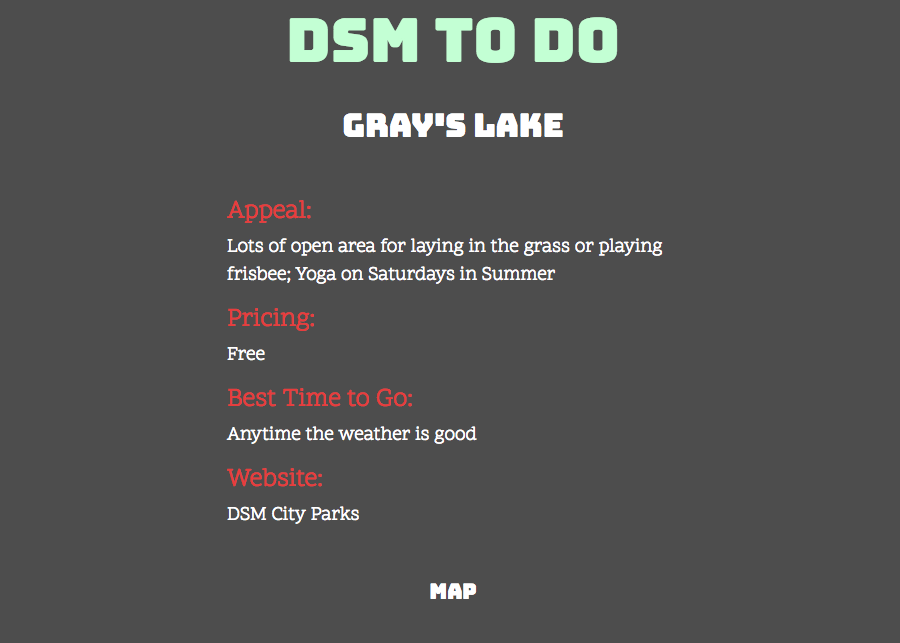 DSM TO DO
GRAY'S LAKE
Appeal:
Lots of open area for laying in the grass or playing
frisbee; Yoga on Saturdays in Summer
Pricing:
Free
Best Time to Go:
Anytime the weather is good
Website:
DSM City Parks
MAP